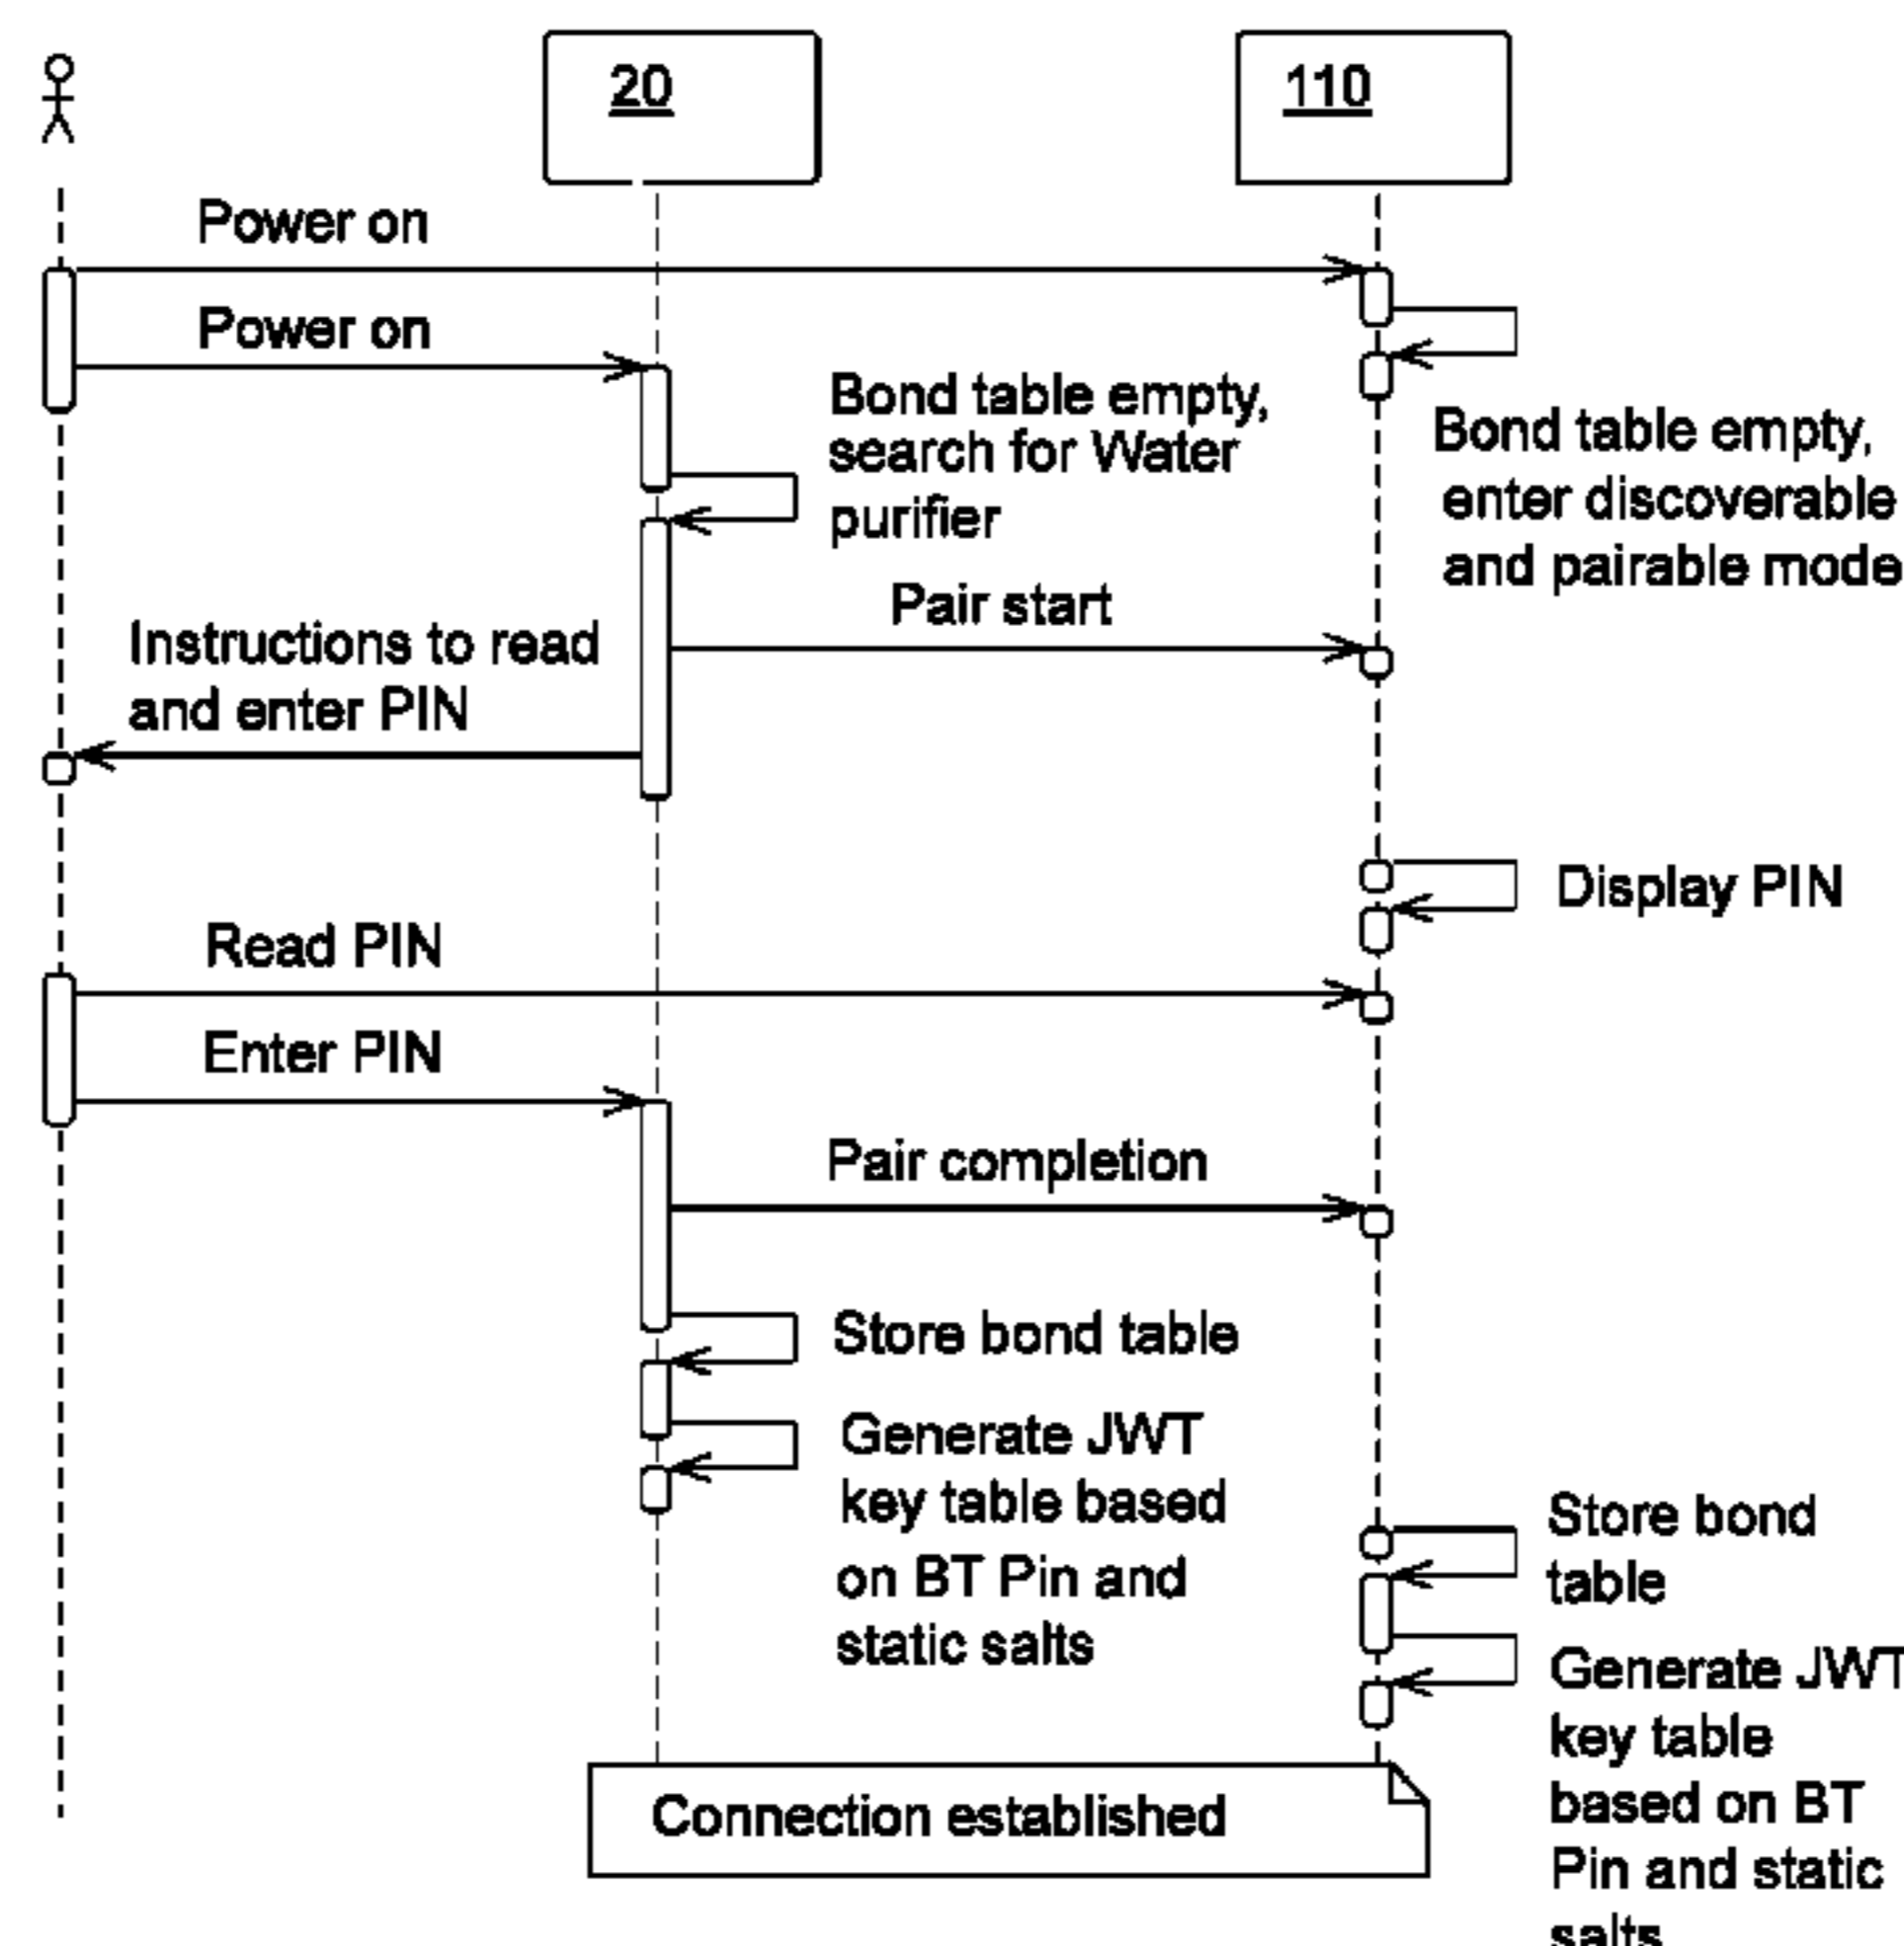 20
110
Power on
Power on
Bond table empty,
search for Water
purifier
Bond table empty,
enter discoverable
and pairable mode
Pair start
Instructions to read
and enter PIN
Display PIN
Read PIN
Enter PIN
Pair completion
Store bond table
Generate JWT
key table based
on BT Pin and
static salts
Store bond
table
Generate JWT
key table
based on BT
Pin and static
salts
Connection established